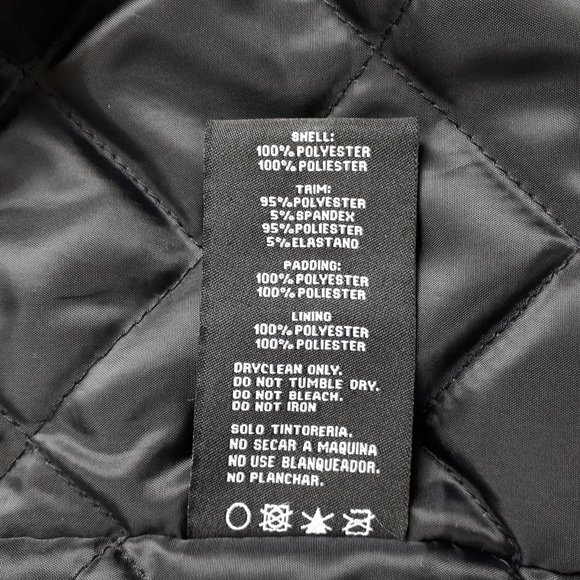 SHELL:
100% POLYESTER
100% POLIESTER
TRIM:
95% POLYESTER
5% SPANDEX
95% POLIESTER
5% ELASTANO
PADDING:
100% POLYESTER
100% POLIESTER
LINING
100% POLYESTER
100% POLIESTER
DRYCLEAN ONLY.
DO NOT TUMBLE DRY.
DO NOT BLEACH.
DO NOT IRON
SOLO TINTORERIA.
NO SECAR A MAQUINA
NO USE BLANQUEADOR.
NO PLANCHAR.